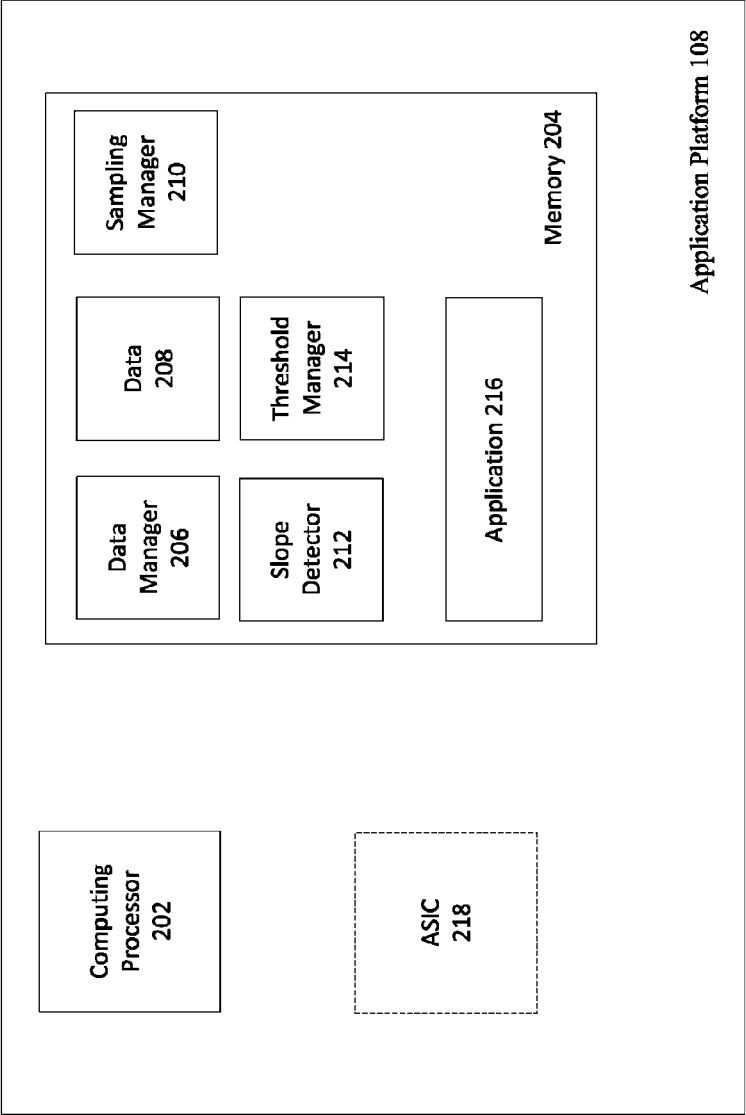 Computing
Processor
202
ASIC
218
Data
Manager
206
Data
208
Sampling
Manager
210
Slope
Detector
212
Threshold
Manager
214
Application 216
Memory 204
Application Platform 108